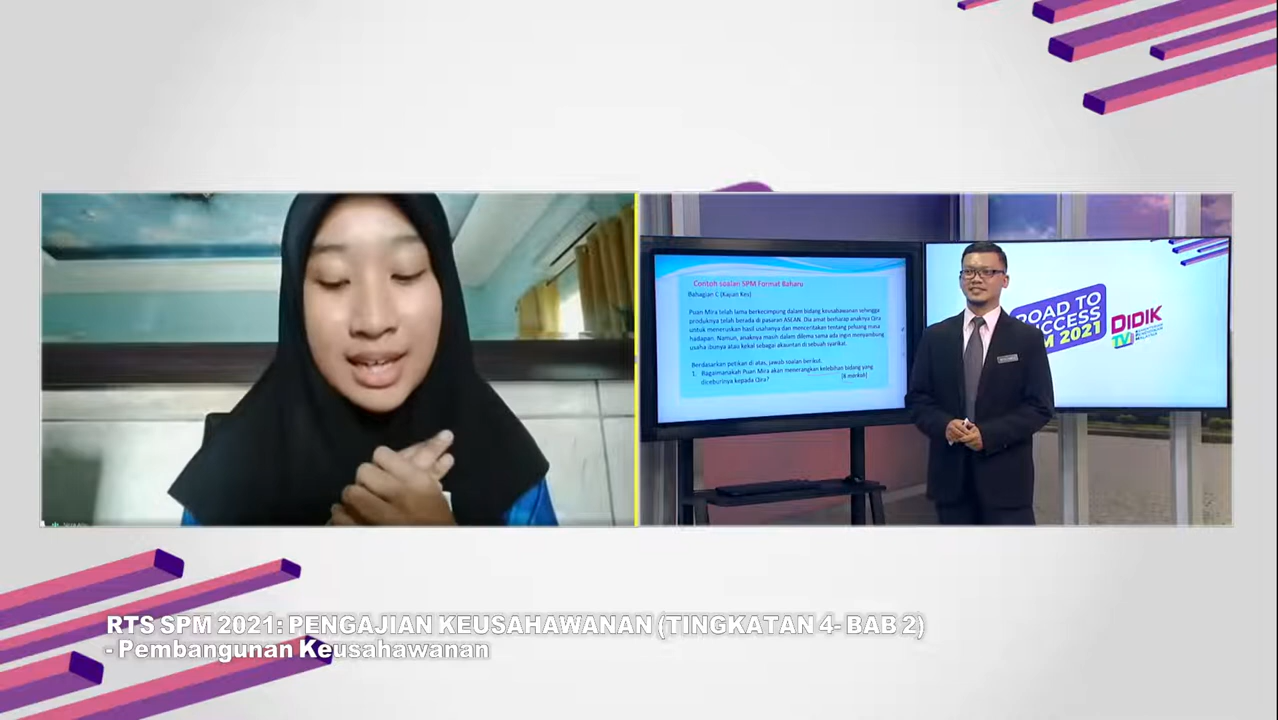 Contoh soalan SPM Format Baharu
Bahagian C (Kajian Kes)
Puan Mira telah lama berkecimpung dalam bidang keusahawanan sehingga
produknya telah berada di pasaran ASEAN. Dia amat berharap anaknya Qira
untuk meneruskan hasil usahanya dan menceritakan tentang peluang masa
hadapan. Namun, anaknya masih dalam dilema sama ada ingin menyambung
usaha ibunya atau kekal sebagai akauntan di sebuah syarikat.
Berdasarkan petikan di atas, jawab soalan berikut.
1. Bagaimanakah Puan Mira akan menerangkan kelebihan bidang yang
diceburinya kepada Qira? [8 markah]
ROAD TO
CCESS
M 2021
DIDIK
TV
RTS SPM 2021: PENGAJIAN KEUSAHAWANAN (TINGKATAN 4- BAB 2)
- Pembangunan Keusahawanan